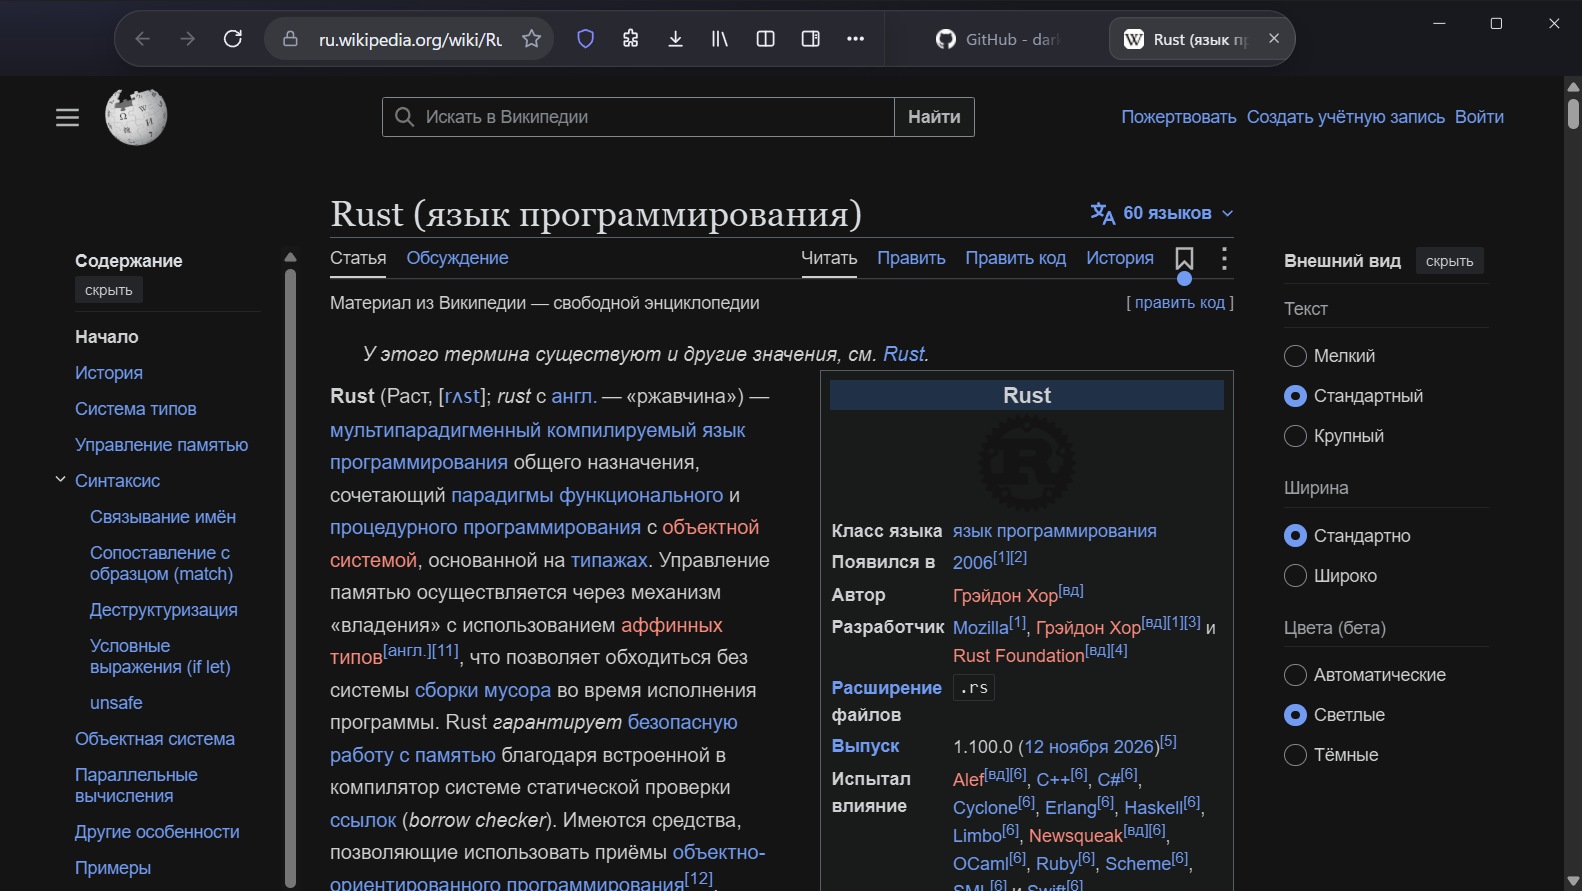 ru.wikipedia.org/wiki/Ru
GitHub - dark
Rust (язык пр
Искать в Википедии
Найти
Пожертвовать Создать учётную запись Войти
Rust (язык программирования)
60 языков
Статья Обсуждение
Читать Править Править код История
Материал из Википедии — свободной энциклопедии
[ править код ]
Содержание
скрыть
Начало
История
Система типов
Управление памятью
Синтаксис
Связывание имён
Сопоставление с
образцом (match)
Деструктуризация
Условные
выражения (if let)
unsafe
Объектная система
Параллельные
вычисления
Другие особенности
Примеры
У этого термина существуют и другие значения, см. Rust.
Rust (Раст, [rʌst]; rust с англ. — «ржавчина») —
мультипарадигменный компилируемый язык
программирования общего назначения,
сочетающий парадигмы функционального и
процедурного программирования с объектной
системой, основанной на типажах. Управление
памятью осуществляется через механизм
«владения» с использованием аффинных
типов[англ.][11], что позволяет обходиться без
системы сборки мусора во время исполнения
программы. Rust гарантирует безопасную
работу с памятью благодаря встроенной в
компилятор системе статической проверки
ссылок (borrow checker). Имеются средства,
позволяющие использовать приёмы объектно-
ориентированного программирования[12].
Rust
Класс языка язык программирования
Появился в 2006[1][2]
Автор Грэйдон Хор[вд]
Разработчик Mozilla[1], Грэйдон Хор[вд][1][3] и
Rust Foundation[вд][4]
Расширение .rs
файлов
Выпуск 1.100.0 (12 ноября 2026)[5]
Испытал Alef[вд][6], C++[6], C#[6],
влияние Cyclone[6], Erlang[6], Haskell[6],
Limbo[6], Newsqueak[вд][6],
OCaml[6], Ruby[6], Scheme[6],
SML[6] и Swift[6]
Внешний вид
скрыть
Текст
Мелкий
Стандартный
Крупный
Ширина
Стандартно
Широко
Цвета (бета)
Автоматические
Светлые
Тёмные